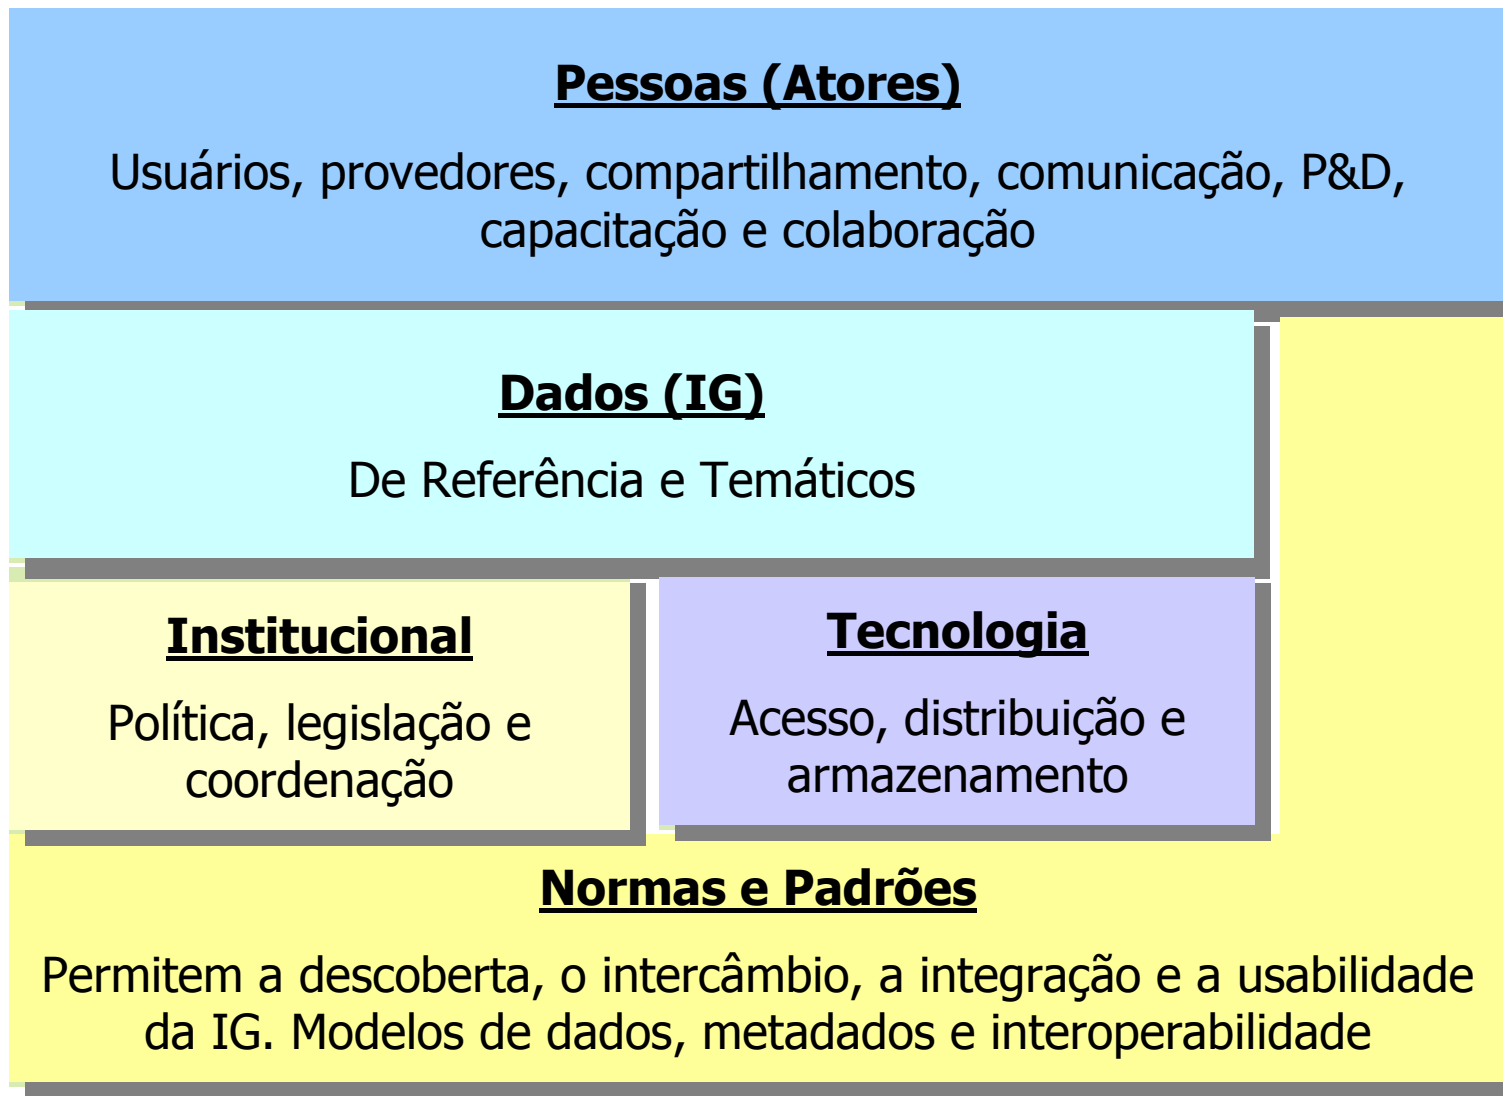 Pessoas (Atores)
Usuários, provedores, compartilhamento, comunicação, P&D,
capacitação e colaboração
Dados (IG)
De Referência e Temáticos
Institucional
Política, legislação e
coordenação
Tecnologia
Acesso, distribuição e
armazenamento
Normas e Padrões
Permitem a descoberta, o intercâmbio, a integração e a usabilidade
da IG. Modelos de dados, metadados e interoperabilidade